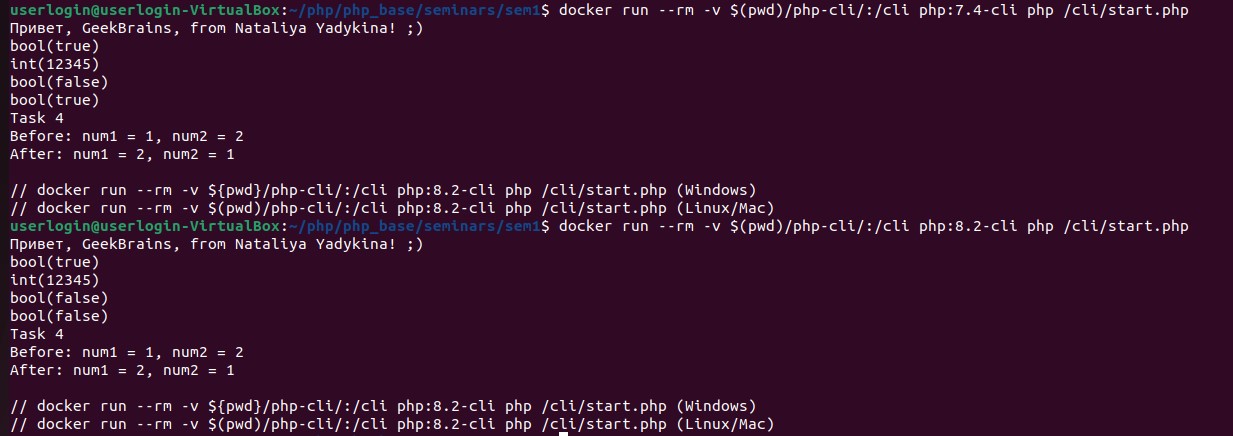 userlogin@userlogin-VirtualBox:~/php/php_base/seminars/sem1$ docker run --rm -v $(pwd)/php-cli/:/cli php:7.4-cli php /cli/start.php
Привет, GeekBrains, from Nataliya Yadykina! ;)
bool(true)
int(12345)
bool(false)
bool(true)
Task 4
Before: num1 = 1, num2 = 2
After: num1 = 2, num2 = 1
// docker run --rm -v ${pwd}/php-cli/:/cli php:8.2-cli php /cli/start.php (Windows)
// docker run --rm -v $(pwd)/php-cli/:/cli php:8.2-cli php /cli/start.php (Linux/Mac)
userlogin@userlogin-VirtualBox:~/php/php_base/seminars/sem1$ docker run --rm -v $(pwd)/php-cli/:/cli php:8.2-cli php /cli/start.php
Привет, GeekBrains, from Nataliya Yadykina! ;)
bool(true)
int(12345)
bool(false)
bool(false)
Task 4
Before: num1 = 1, num2 = 2
After: num1 = 2, num2 = 1
// docker run --rm -v ${pwd}/php-cli/:/cli php:8.2-cli php /cli/start.php (Windows)
// docker run --rm -v $(pwd)/php-cli/:/cli php:8.2-cli php /cli/start.php (Linux/Mac)